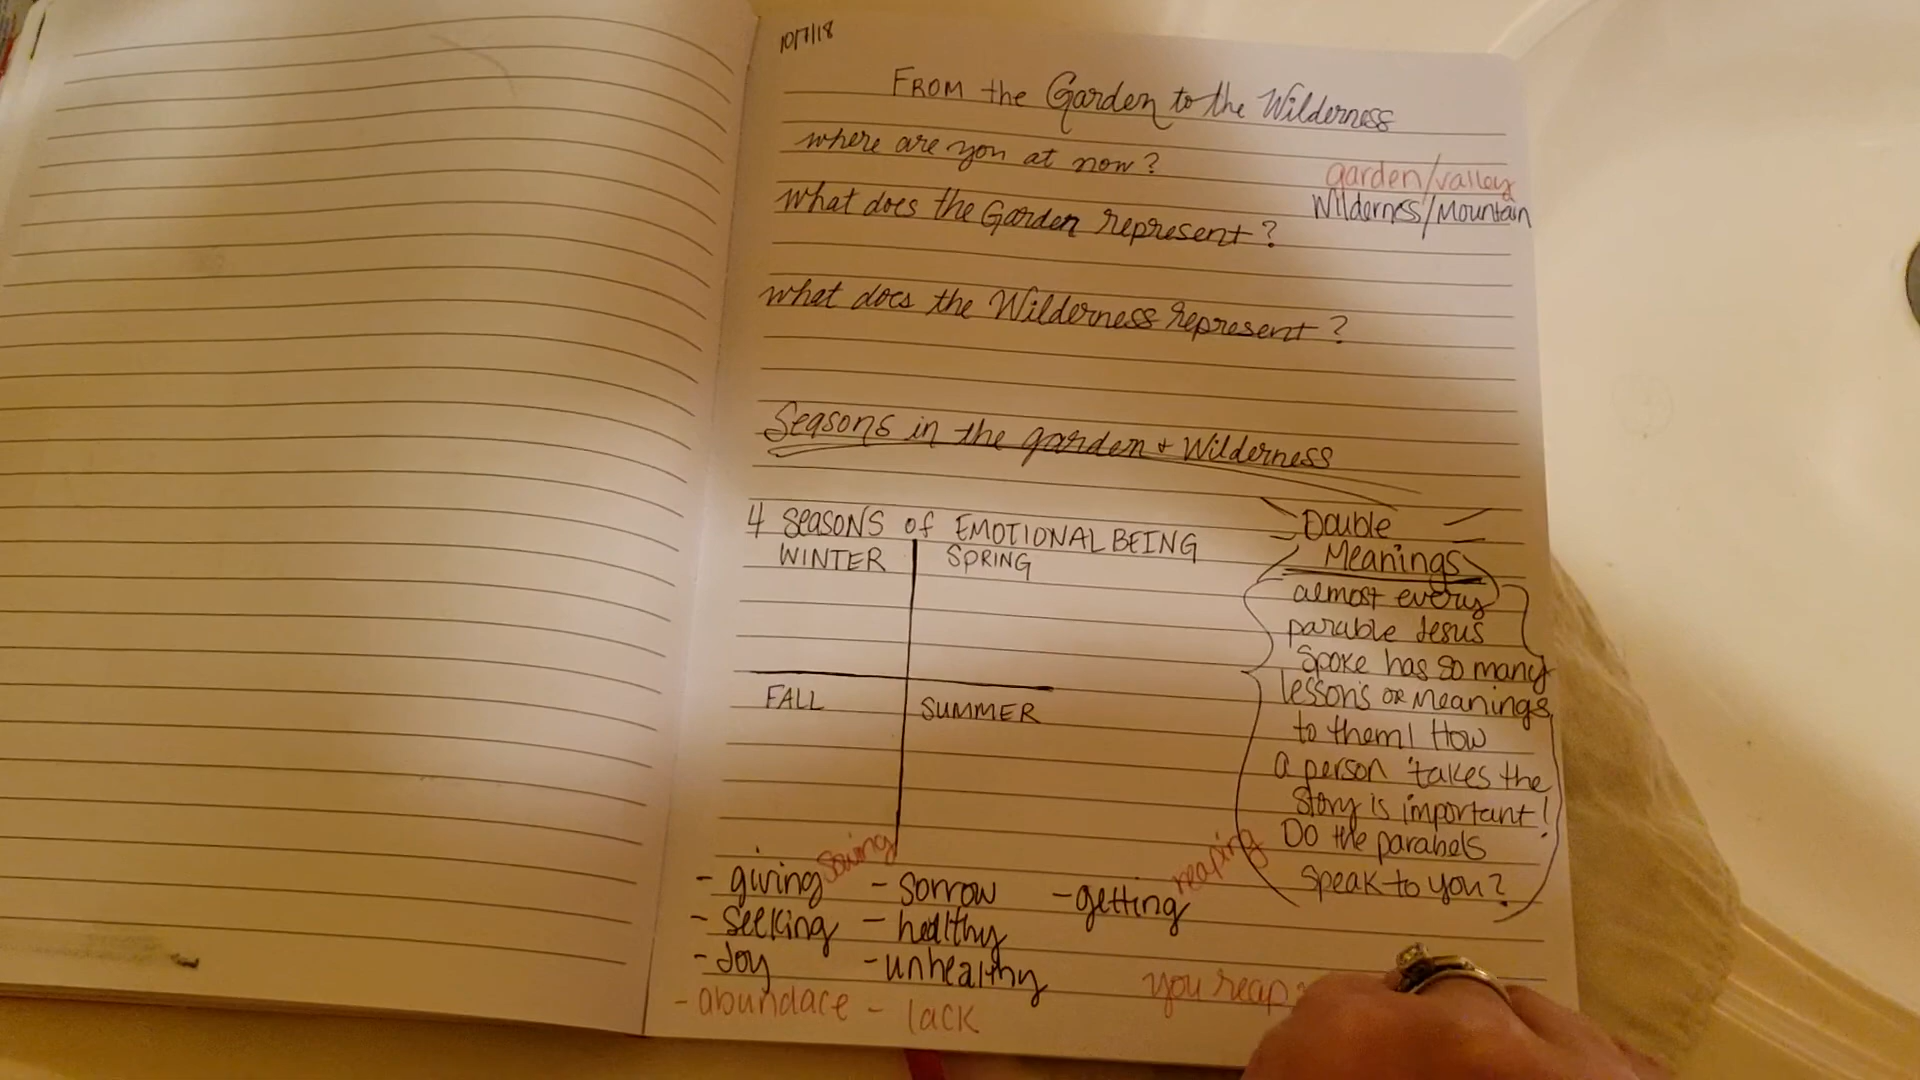 10/7/18
FROM the Garden to the Wilderness
where are you at now?
garden/valley
Wilderness/Mountain
what does the Garden represent?
what does the Wilderness represent?
Seasons in the garden + Wilderness
4 SEASONS of EMOTIONAL BEING
WINTER SPRING
FALL SUMMER
Double
Meanings
almost every
parable Jesus
Spoke has so many
lessons or Meanings
to them! How
a person takes the
story is important!
Do the parabels
speak to you?
- giving sowing - sorrow - getting reaping
- seeking - healthy
- Joy - unhealthy
- abundace - lack
you reap